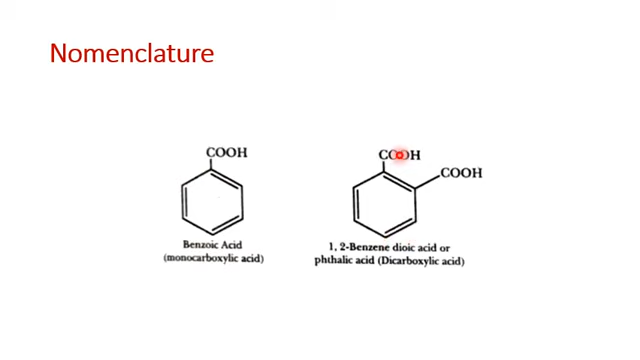 Nomenclature
COOH
COOH
COOH
Benzoic Acid
(monocarboxylic acid)
1, 2-Benzene dioic acid or
phthalic acid (Dicarboxylic acid)